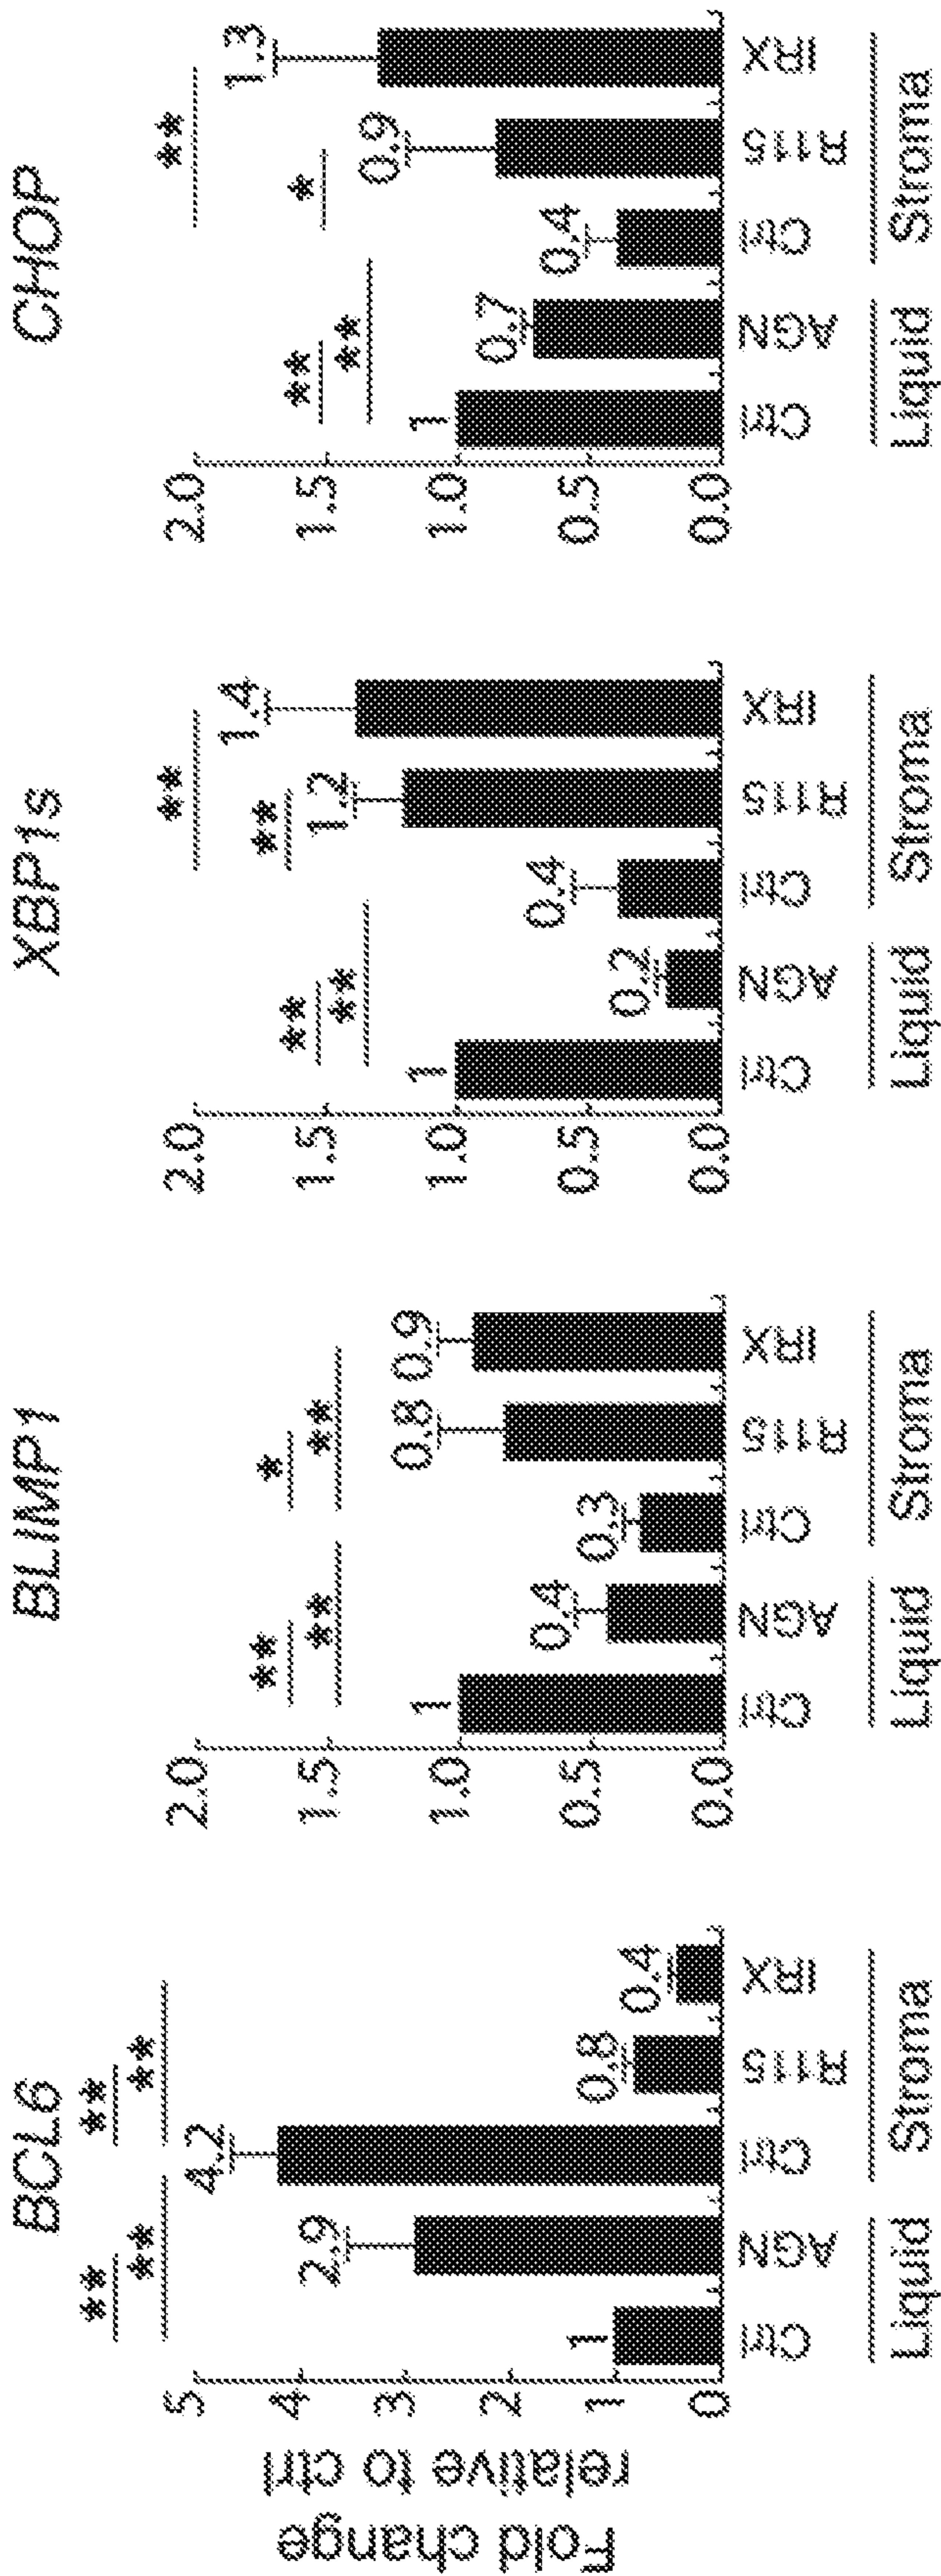 Fold change
relative to ctrl
BCL6
5
4
3
2
1
0
** ** ** **
1 2.9 4.2 0.8 0.4
Ctrl AGN Ctrl R115 IRX
Liquid Stroma
BLIMP1
2.0
1.5
1.0
0.5
0.0
** ** * **
1 0.4 0.3 0.8 0.9
Ctrl AGN Ctrl R115 IRX
Liquid Stroma
XBP1s
2.0
1.5
1.0
0.5
0.0
** ** ** **
1 0.2 0.4 1.2 1.4
Ctrl AGN Ctrl R115 IRX
Liquid Stroma
CHOP
2.0
1.5
1.0
0.5
0.0
** ** * **
1 0.7 0.4 0.9 1.3
Ctrl AGN Ctrl R115 IRX
Liquid Stroma